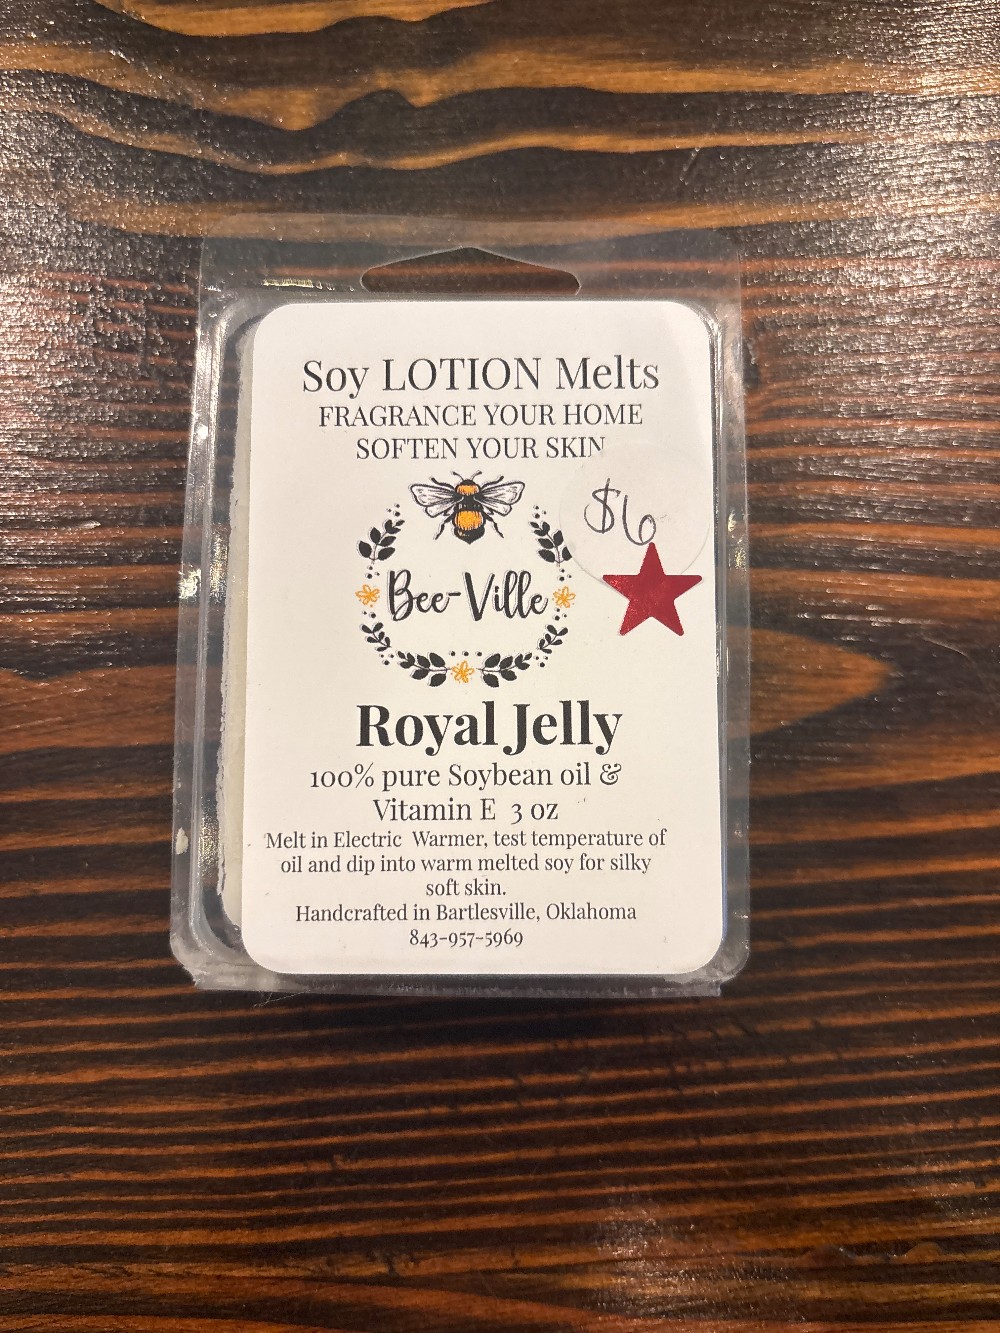 Soy LOTION Melts
FRAGRANCE YOUR HOME
SOFTEN YOUR SKIN
$6
Bee-Ville
Royal Jelly
100% pure Soybean oil &
Vitamin E 3 oz
Melt in Electric Warmer, test temperature of
oil and dip into warm melted soy for silky
soft skin.
Handcrafted in Bartlesville, Oklahoma
843-957-5969